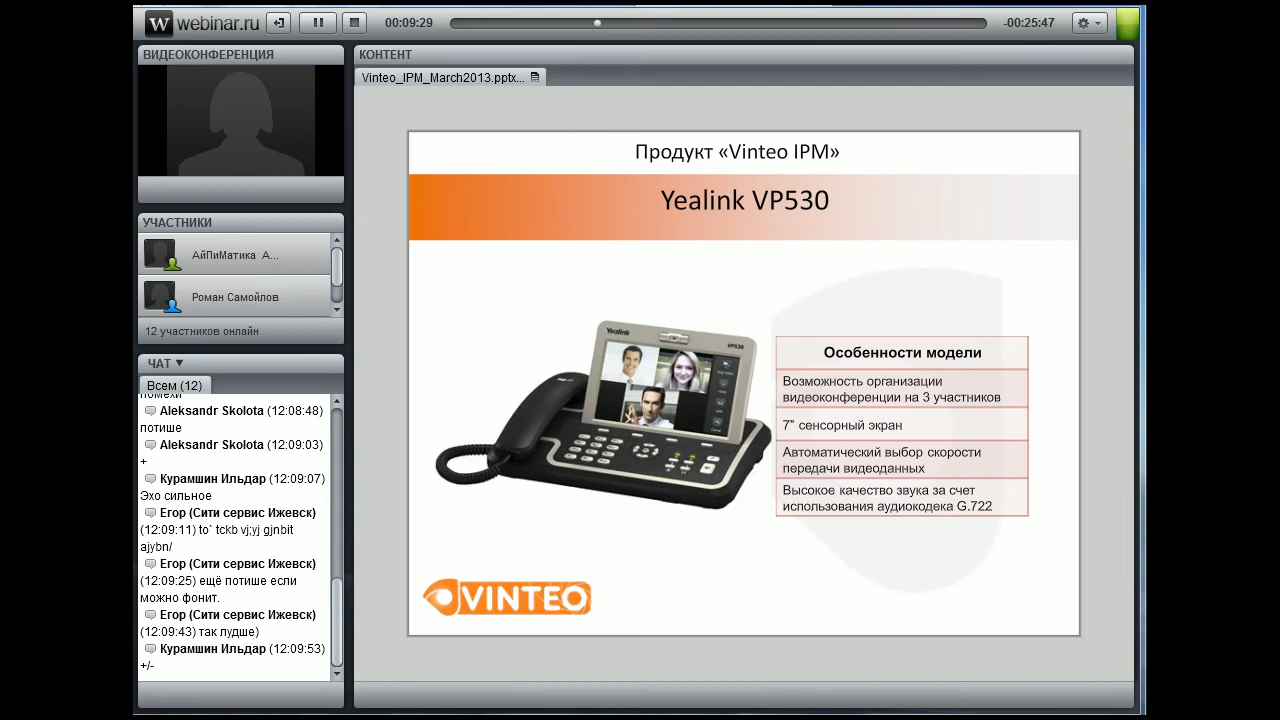 W webinar.ru
00:09:29
-00:25:47
ВИДЕОКОНФЕРЕНЦИЯ
УЧАСТНИКИ
АйПиМатика А...
Роман Самойлов
12 участников онлайн
ЧАТ
Всем (12)
помехи
Aleksandr Skolota (12:08:48)
потише
Aleksandr Skolota (12:09:03)
+
Курамшин Ильдар (12:09:07)
Эхо сильное
Егор (Сити сервис Ижевск)
(12:09:11) to` tckb vj;yj gjnbit
ajybn/
Егор (Сити сервис Ижевск)
(12:09:25) ещё потише если
можно фонит.
Егор (Сити сервис Ижевск)
(12:09:43) так лудше)
Курамшин Ильдар (12:09:53)
+/-
КОНТЕНТ
Vinteo_IPM_March2013.pptx...
Продукт «Vinteo IPM»
Yealink VP530
Yealink
VP530
Особенности модели
Возможность организации
видеоконференции на 3 участников
7" сенсорный экран
Автоматический выбор скорости
передачи видеоданных
Высокое качество звука за счет
использования аудиокодека G.722
VINTEO